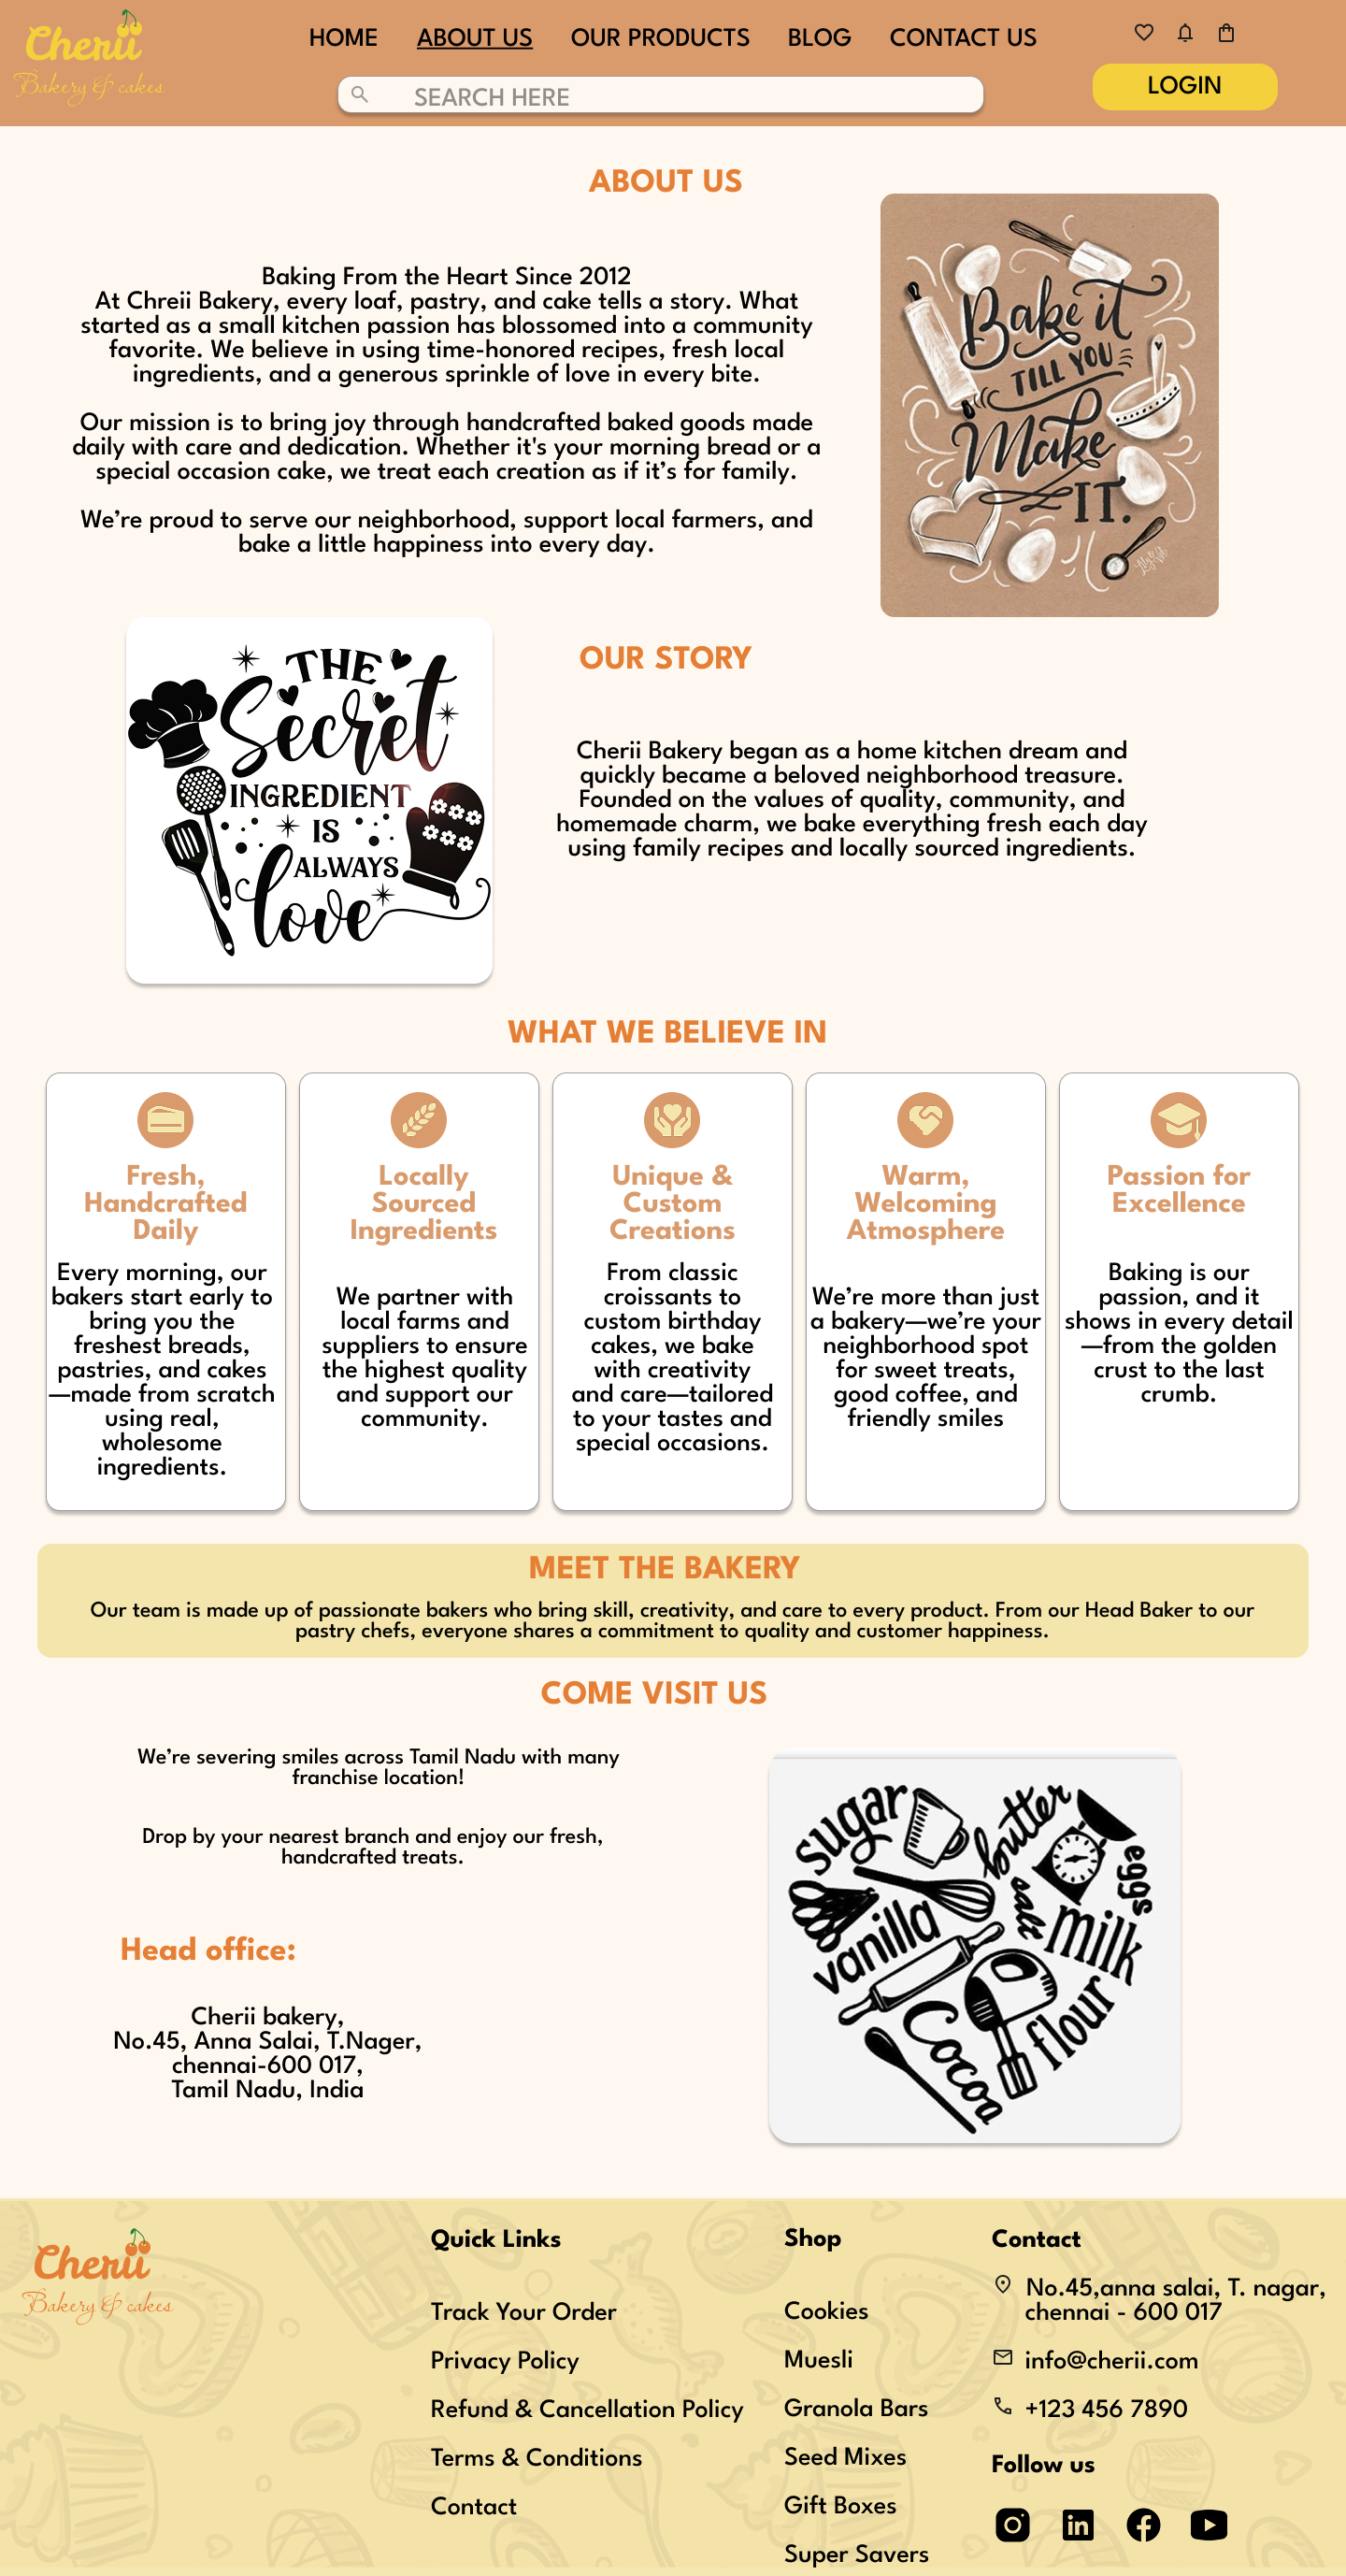 Cherii
Bakery & cakes
HOME
ABOUT US
OUR PRODUCTS
BLOG
CONTACT US
SEARCH HERE
LOGIN
ABOUT US
Baking From the Heart Since 2012
At Chreii Bakery, every loaf, pastry, and cake tells a story. What
started as a small kitchen passion has blossomed into a community
favorite. We believe in using time-honored recipes, fresh local
ingredients, and a generous sprinkle of love in every bite.
Our mission is to bring joy through handcrafted baked goods made
daily with care and dedication. Whether it's your morning bread or a
special occasion cake, we treat each creation as if it’s for family.
We’re proud to serve our neighborhood, support local farmers, and
bake a little happiness into every day.
Bake it
TILL YOU
Make
IT.
THE
Secret
INGREDIENT
IS
ALWAYS
love
OUR STORY
Cherii Bakery began as a home kitchen dream and
quickly became a beloved neighborhood treasure.
Founded on the values of quality, community, and
homemade charm, we bake everything fresh each day
using family recipes and locally sourced ingredients.
WHAT WE BELIEVE IN
Fresh,
Handcrafted
Daily
Every morning, our
bakers start early to
bring you the
freshest breads,
pastries, and cakes
—made from scratch
using real,
wholesome
ingredients.
Locally
Sourced
Ingredients
We partner with
local farms and
suppliers to ensure
the highest quality
and support our
community.
Unique &
Custom
Creations
From classic
croissants to
custom birthday
cakes, we bake
with creativity
and care—tailored
to your tastes and
special occasions.
Warm,
Welcoming
Atmosphere
We’re more than just
a bakery—we’re your
neighborhood spot
for sweet treats,
good coffee, and
friendly smiles
Passion for
Excellence
Baking is our
passion, and it
shows in every detail
—from the golden
crust to the last
crumb.
MEET THE BAKERY
Our team is made up of passionate bakers who bring skill, creativity, and care to every product. From our Head Baker to our
pastry chefs, everyone shares a commitment to quality and customer happiness.
COME VISIT US
We’re severing smiles across Tamil Nadu with many
franchise location!
Drop by your nearest branch and enjoy our fresh,
handcrafted treats.
Head office:
Cherii bakery,
No.45, Anna Salai, T.Nager,
chennai-600 017,
Tamil Nadu, India
sugar
butter
eggs
salt
vanilla
milk
Cocoa
flour
Cherii
Bakery & cakes
Quick Links
Track Your Order
Privacy Policy
Refund & Cancellation Policy
Terms & Conditions
Contact
Shop
Cookies
Muesli
Granola Bars
Seed Mixes
Gift Boxes
Super Savers
Contact
No.45,anna salai, T. nagar,
chennai - 600 017
info@cherii.com
+123 456 7890
Follow us
in